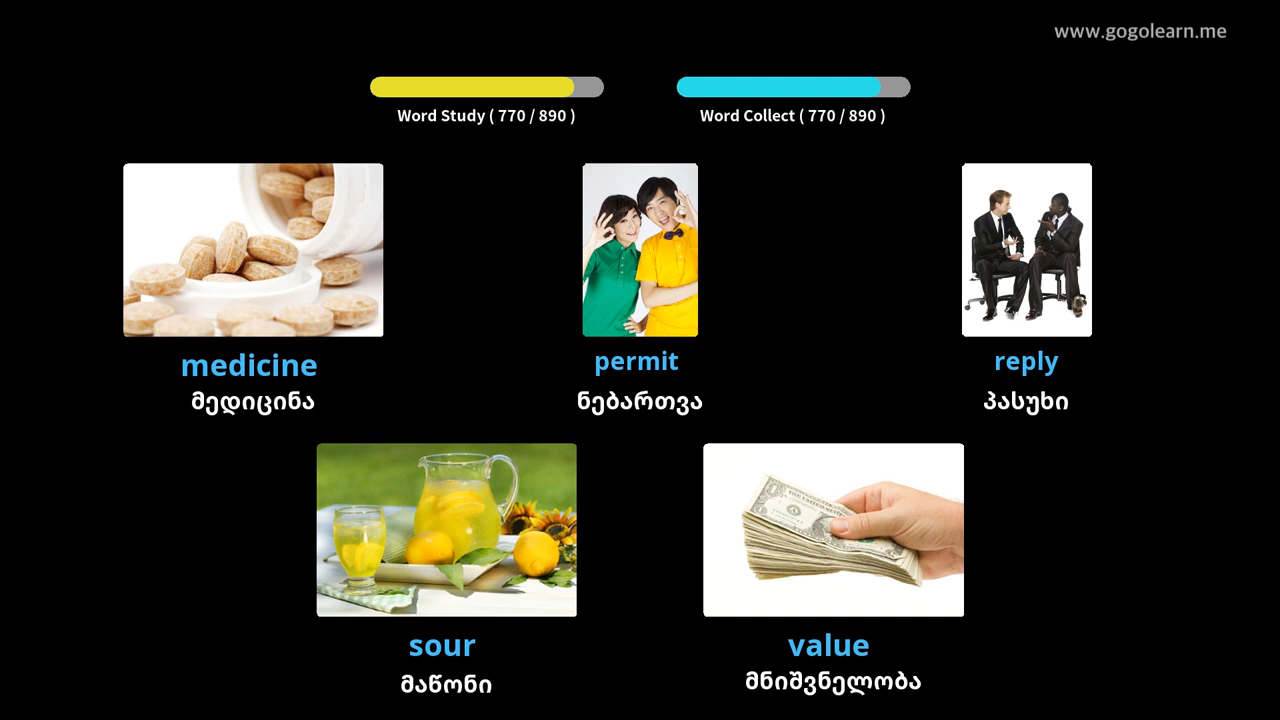 www.gogolearn.me
Word Study ( 770 / 890 )
Word Collect ( 770 / 890 )
medicine
მედიცინა
permit
ნებართვა
reply
პასუხი
sour
მაწონი
value
მნიშვნელობა